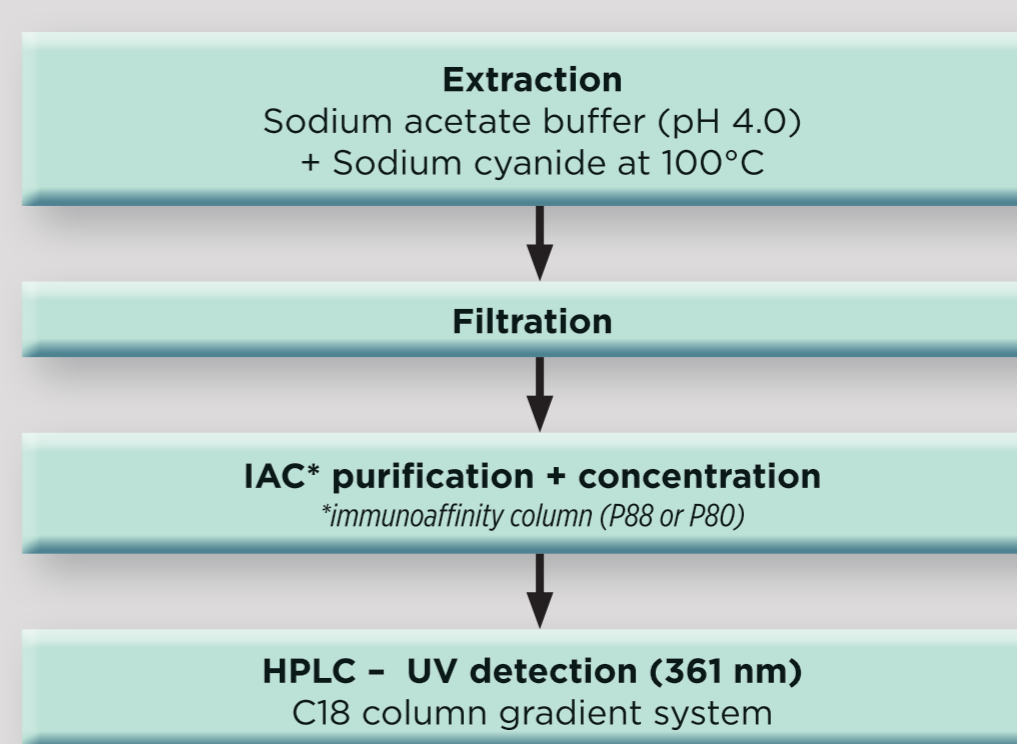 Extraction
Sodium acetate buffer (pH 4.0)
+ Sodium cyanide at 100°C
Filtration
IAC* purification + concentration
*immunoaffinity column (P88 or P80)
HPLC – UV detection (361 nm)
C18 column gradient system